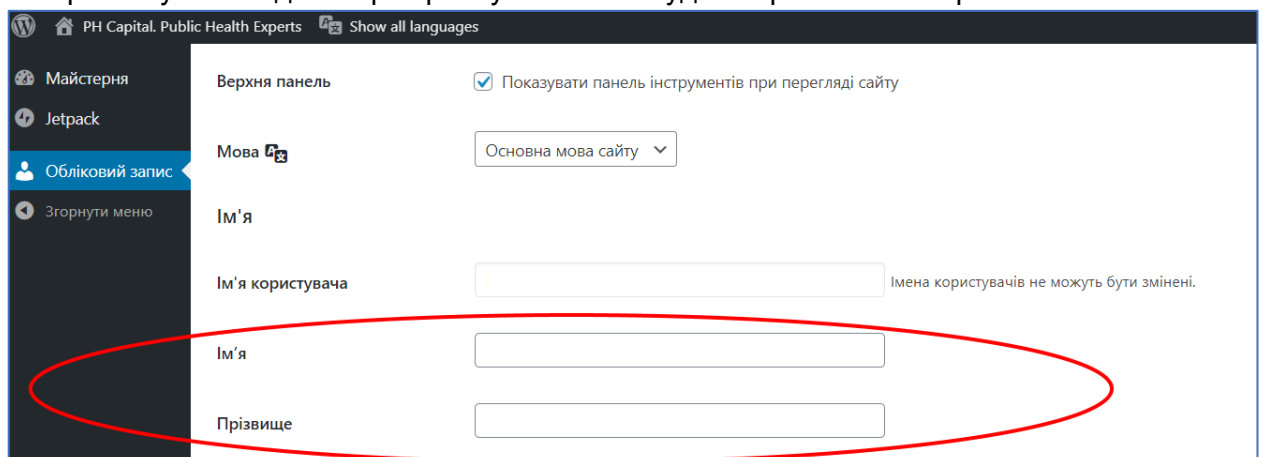 PH Capital. Public Health Experts Show all languages
Майстерня
Верхня панель
Показувати панель інструментів при перегляді сайту
Jetpack
Мова
Основна мова сайту
Обліковий запис
Згорнути меню
Ім'я
Ім'я користувача
Імена користувачів не можуть бути змінені.
Ім’я
Прізвище